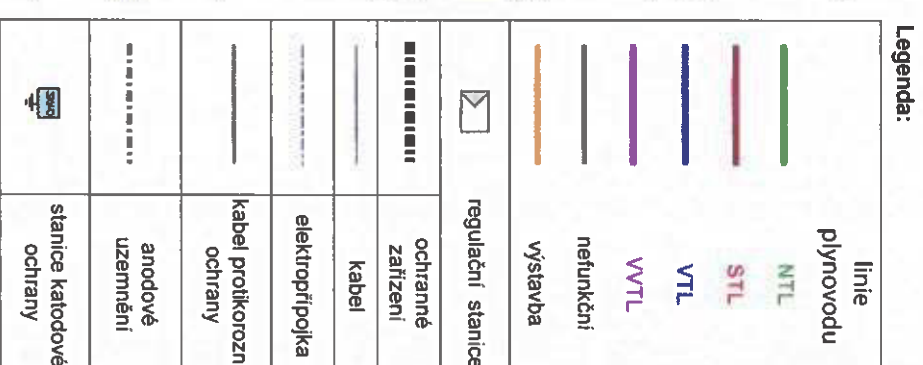 Legenda:
linie
plynovodu
NTL
STL
VTL
VVTL
nefunkční
výstavba
regulační stanice
ochranné
zařízení
kabel
elektropřípojka
kabel protikorozn
ochrany
anodové
uzemnění
stanice katodové
ochrany